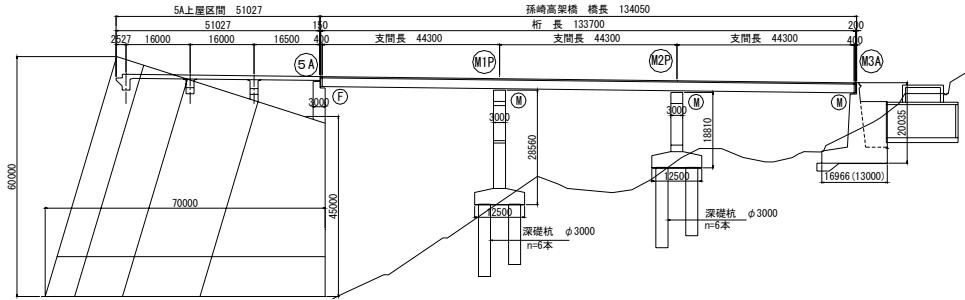 5A上屋区間 51027
孫崎高架橋 橋長 134050
51027
150
桁 長 133700
200
2527
16000
16000
16500
400
支間長 44300
支間長 44300
支間長 44300
400
5A
M1P
M2P
M3A
F
M
M
M
3000
3000
3000
28560
18810
20035
60000
70000
45000
12500
12500
16966(13000)
深礎杭 φ3000
n=6本
深礎杭 φ3000
n=6本